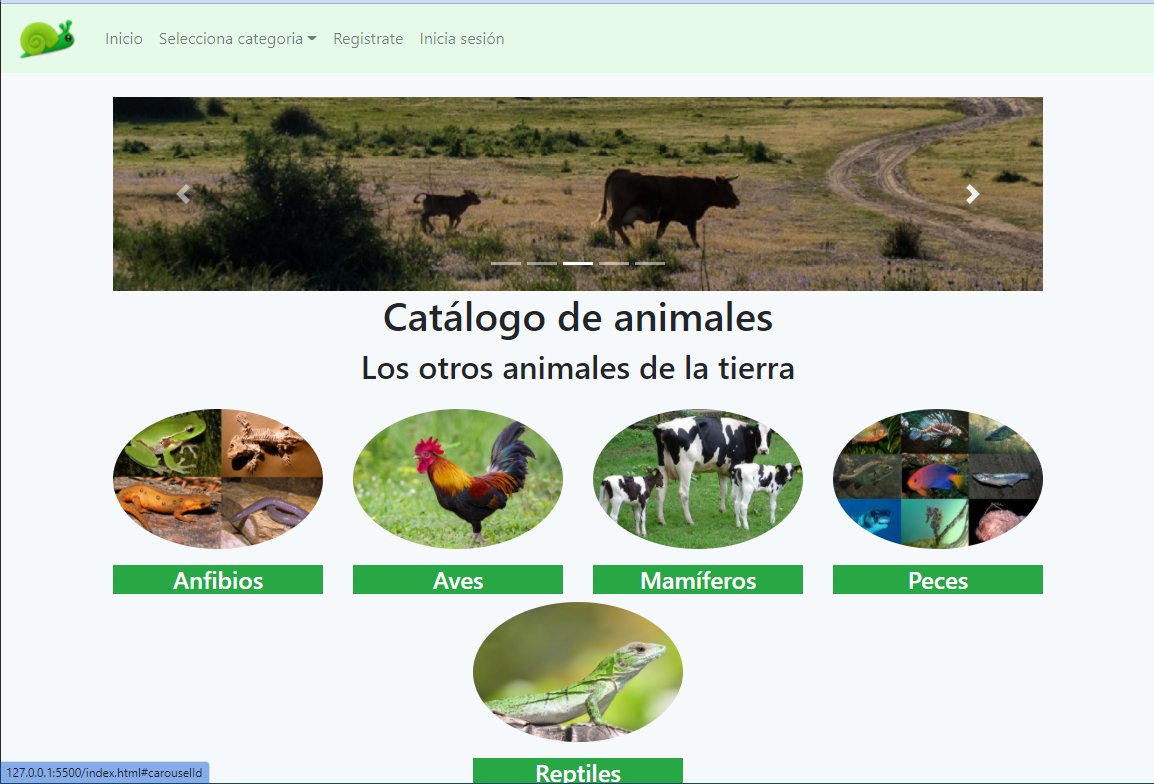 Inicio Selecciona categoria Registrate Inicia sesión
Catálogo de animales
Los otros animales de la tierra
Anfibios Aves Mamíferos Peces
Reptiles
127.0.0.1:5500/index.html#carouselId